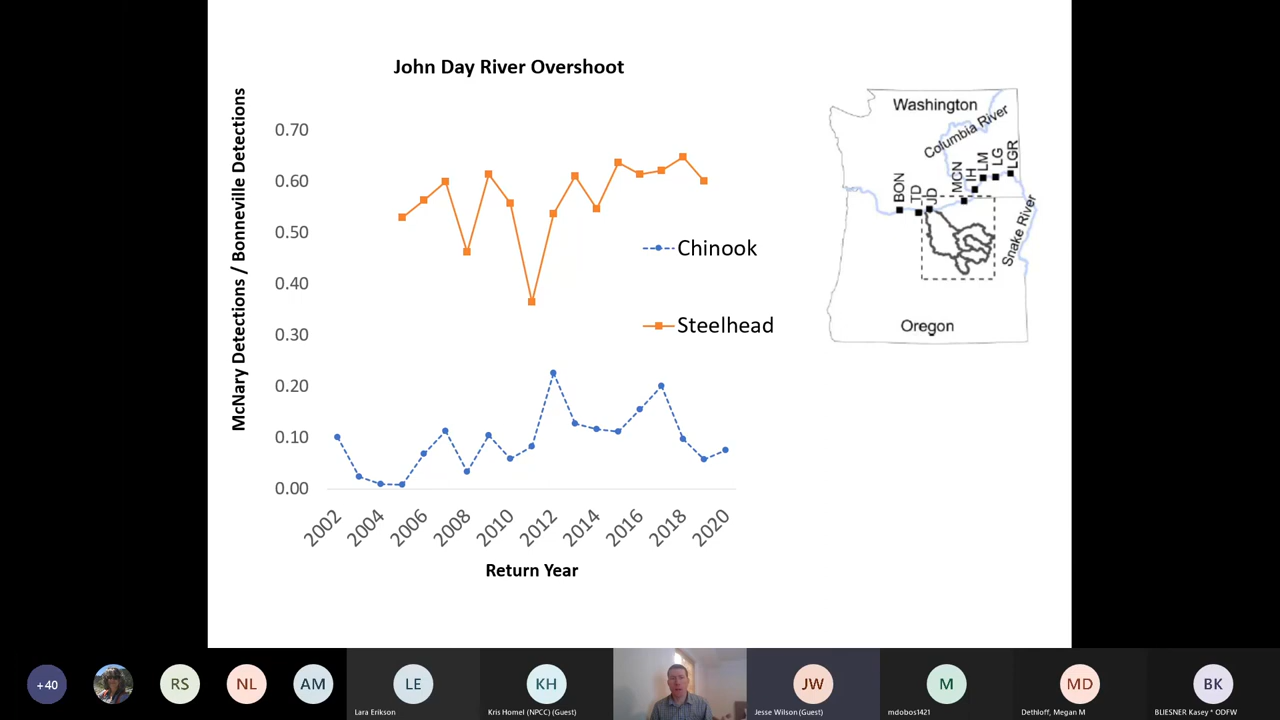 John Day River Overshoot
McNary Detections / Bonneville Detections
0.70
0.60
0.50
0.40
0.30
0.20
0.10
0.00
2002
2004
2006
2008
2010
2012
2014
2016
2018
2020
Return Year
Chinook
Steelhead
Washington
Columbia River
BON
TD
JD
MCN
IH
LM
LG
LGR
Snake River
Oregon
+40
RS
NL
AM
LE
Lara Erikson
KH
Kris Homel (NPCC) (Guest)
JW
Jesse Wilson (Guest)
M
mdobos1421
MD
Dethloff, Megan M
BK
BLIESNER Kasey * ODFW